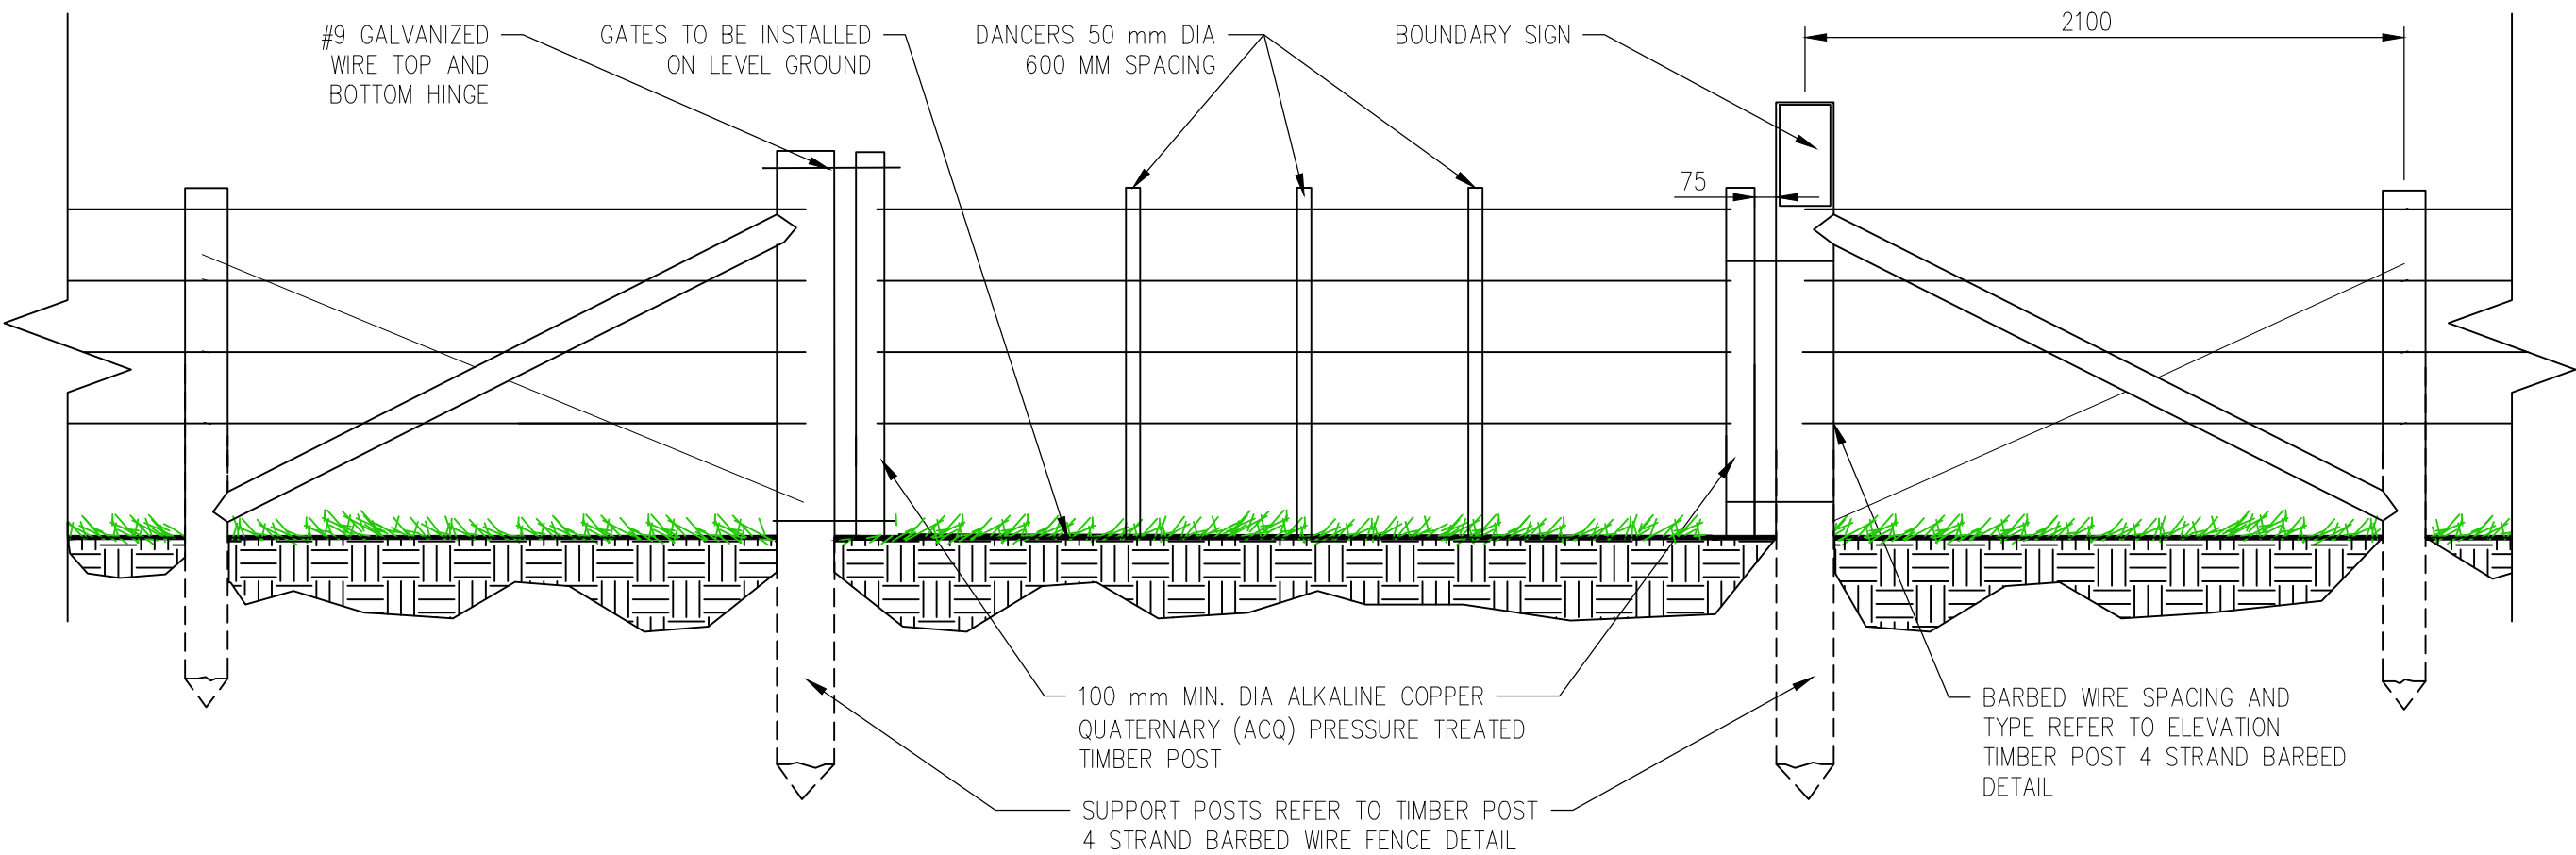 #9 GALVANIZED
WIRE TOP AND
BOTTOM HINGE
GATES TO BE INSTALLED
ON LEVEL GROUND
DANCERS 50 mm DIA
600 MM SPACING
BOUNDARY SIGN
2100
75
100 mm MIN. DIA ALKALINE COPPER
QUATERNARY (ACQ) PRESSURE TREATED
TIMBER POST
SUPPORT POSTS REFER TO TIMBER POST
4 STRAND BARBED WIRE FENCE DETAIL
BARBED WIRE SPACING AND
TYPE REFER TO ELEVATION
TIMBER POST 4 STRAND BARBED
DETAIL